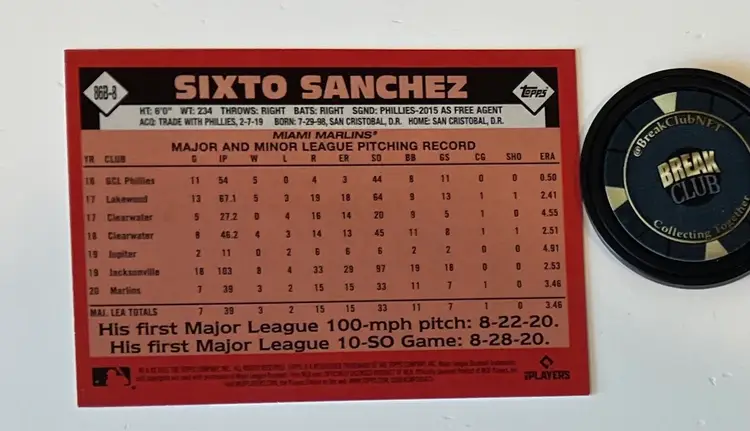 86B-8
SIXTO SANCHEZ
topps
HT: 6'0" WT: 234 THROWS: RIGHT BATS: RIGHT SGND: PHILLIES-2015 AS FREE AGENT
ACQ: TRADE WITH PHILLIES, 2-7-19 BORN: 7-29-98, SAN CRISTOBAL, D.R. HOME: SAN CRISTOBAL, D.R.
MIAMI MARLINS*
MAJOR AND MINOR LEAGUE PITCHING RECORD
YR CLUB G IP W L R ER SO BB GS CG SHO ERA
16 GCL Phillies 11 54 5 0 4 3 44 8 11 0 0 0.50
17 Lakewood 13 67.1 5 3 19 18 64 9 13 1 1 2.41
17 Clearwater 5 27.2 0 4 16 14 20 9 5 1 0 4.55
18 Clearwater 8 46.2 4 3 14 13 45 11 8 1 1 2.51
19 Jupiter 2 11 0 2 6 6 6 2 2 0 0 4.91
19 Jacksonville 18 103 8 4 33 29 97 19 18 0 0 2.53
20 Marlins 7 39 3 2 15 15 33 11 7 1 0 3.46
MAJ. LEA TOTALS 7 39 3 2 15 15 33 11 7 1 0 3.46
His first Major League 100-mph pitch: 8-22-20.
His first Major League 10-SO Game: 8-28-20.
PLAYERS
@BreakClubNFT
BREAK
CLUB
Collecting Together